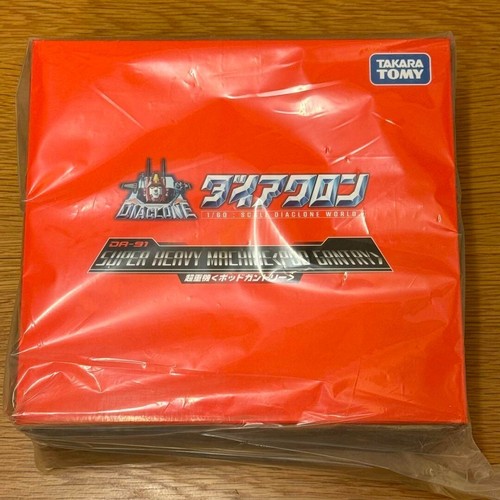 TAKARA
TOMY
DIACLONE
ダイアクロン
1/60 SCALE DIACLONE WORLD
DA-91
SUPER HEAVY MACHINE<POD GANTRY>
超重機<ポッドガントリー>